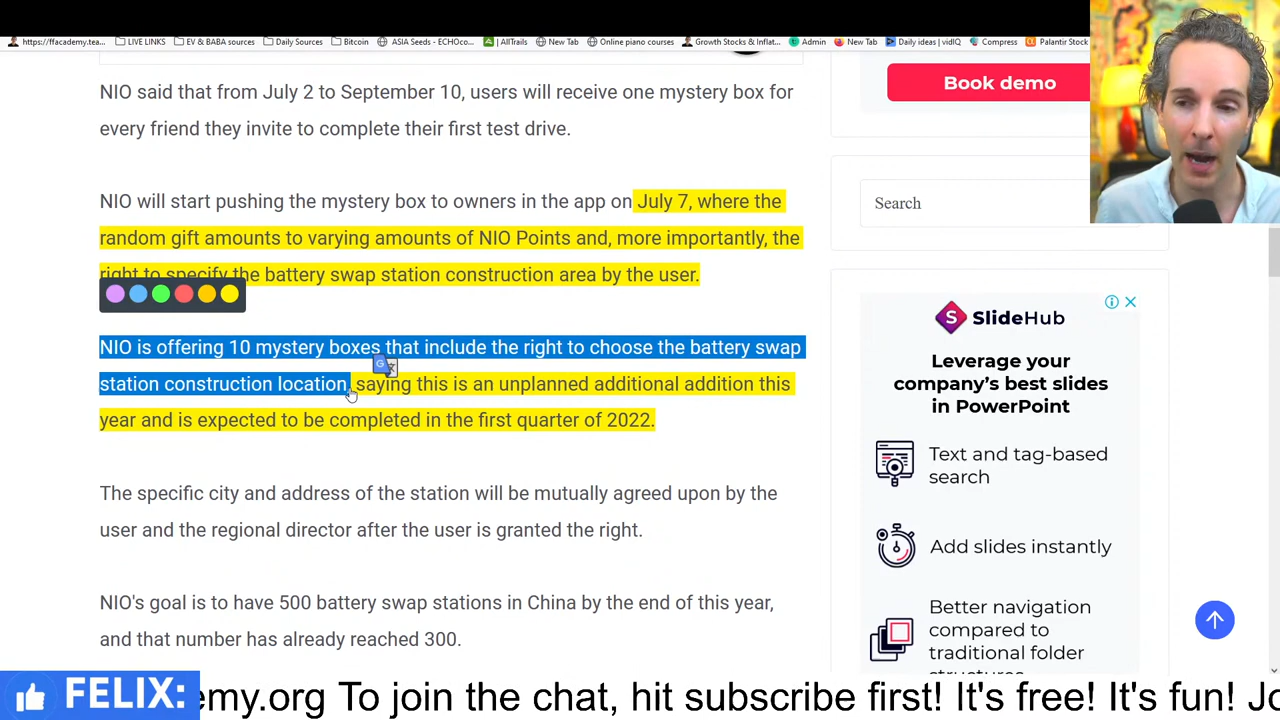 https://ffacademy.tea... LIVE LINKS EV & BABA sources Daily Sources Bitcoin ASIA Seeds - ECHOco... | AllTrails New Tab Online piano courses Growth Stocks & Inflat... Admin New Tab Daily ideas | vidIQ Compress Palantir Stock
Book demo
NIO said that from July 2 to September 10, users will receive one mystery box for
every friend they invite to complete their first test drive.
NIO will start pushing the mystery box to owners in the app on July 7, where the
random gift amounts to varying amounts of NIO Points and, more importantly, the
right to specify the battery swap station construction area by the user.
NIO is offering 10 mystery boxes that include the right to choose the battery swap
station construction location, saying this is an unplanned additional addition this
year and is expected to be completed in the first quarter of 2022.
The specific city and address of the station will be mutually agreed upon by the
user and the regional director after the user is granted the right.
NIO's goal is to have 500 battery swap stations in China by the end of this year,
and that number has already reached 300.
Search
S SlideHub
Leverage your
company's best slides
in PowerPoint
Text and tag-based
search
Add slides instantly
Better navigation
compared to
traditional folder
structures
FELIX:
emy.org To join the chat, hit subscribe first! It's free! It's fun! Jo